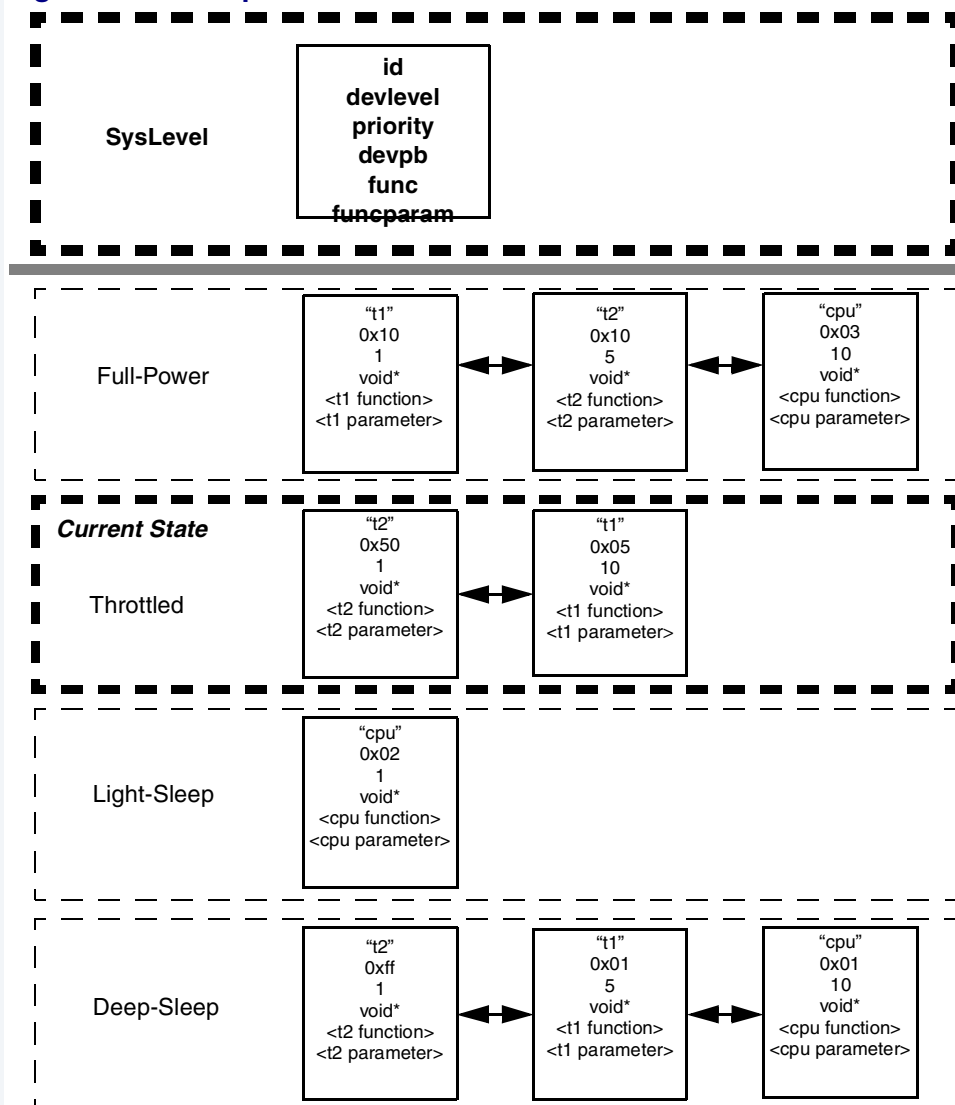 SysLevel
id
devlevel
priority
devpb
func
funcparam
Full-Power
“t1”
0x10
1
void*
<t1 function>
<t1 parameter>
“t2”
0x10
5
void*
<t2 function>
<t2 parameter>
“cpu”
0x03
10
void*
<cpu function>
<cpu parameter>
Current State
Throttled
“t2”
0x50
1
void*
<t2 function>
<t2 parameter>
“t1”
0x05
10
void*
<t1 function>
<t1 parameter>
Light-Sleep
“cpu”
0x02
1
void*
<cpu function>
<cpu parameter>
Deep-Sleep
“t2”
0xff
1
void*
<t2 function>
<t2 parameter>
“t1”
0x01
5
void*
<t1 function>
<t1 parameter>
“cpu”
0x01
10
void*
<cpu function>
<cpu parameter>